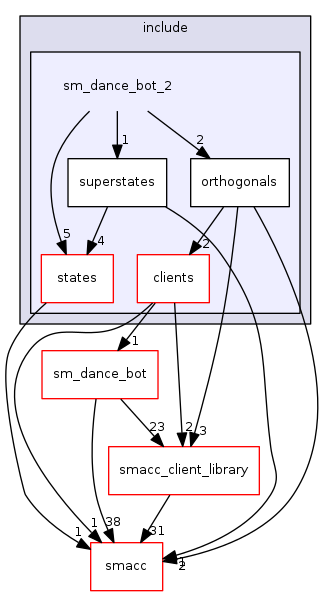 include
sm_dance_bot_2
1
2
superstates
orthogonals
5
4
2
states
clients
1
sm_dance_bot
23
2
3
smacc_client_library
1
1
38
31
smacc
1
2